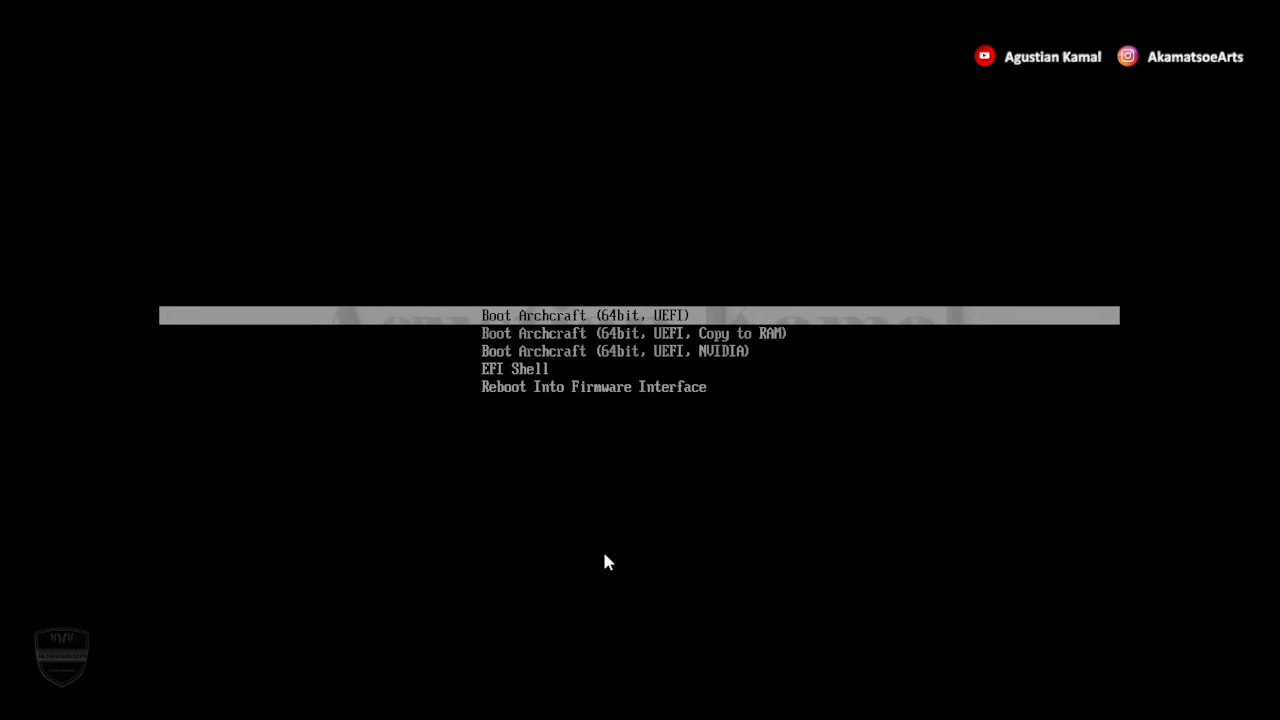 Agustian Kamal AkamatsoeArts
Boot Archcraft (64bit, UEFI)
Boot Archcraft (64bit, UEFI, Copy to RAM)
Boot Archcraft (64bit, UEFI, NVIDIA)
EFI Shell
Reboot Into Firmware Interface